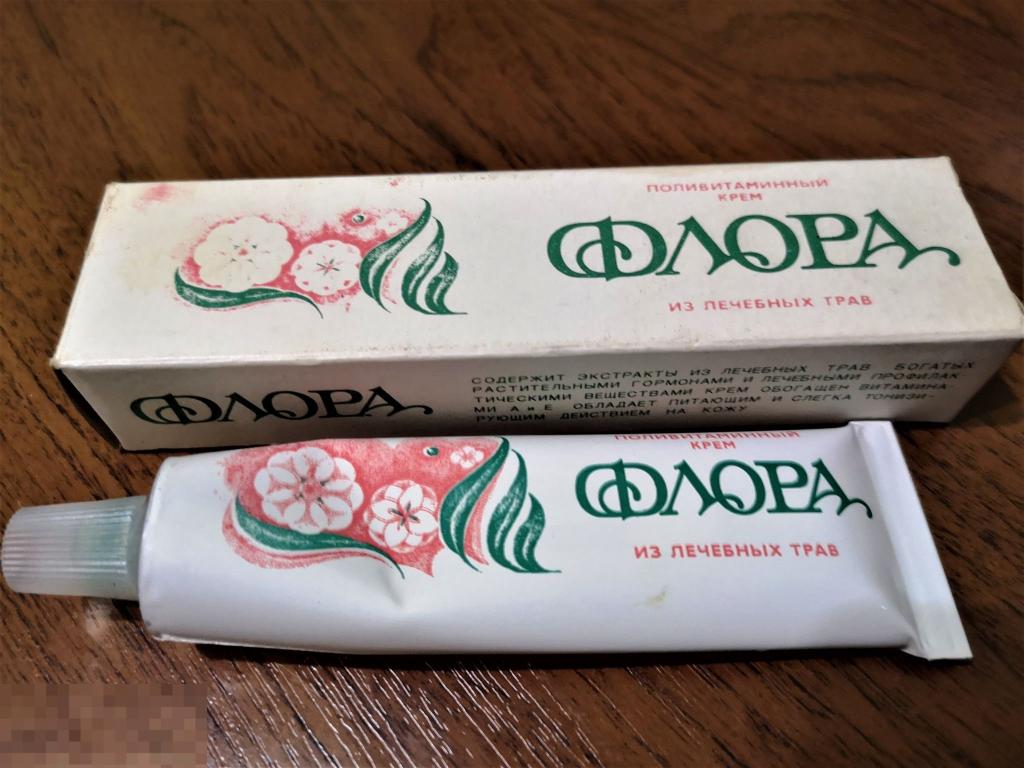 ПОЛИВИТАМИННЫЙ
КРЕМ
ФЛОРА
ИЗ ЛЕЧЕБНЫХ ТРАВ
ФЛОРА
СОДЕРЖИТ ЭКСТРАКТЫ ИЗ ЛЕЧЕБНЫХ ТРАВ БОГАТЫХ
РАСТИТЕЛЬНЫМИ ГОРМОНАМИ И ЛЕЧЕБНЫМИ ПРОФИЛАК
ТИЧЕСКИМИ ВЕЩЕСТВАМИ КРЕМ ОБОГАЩЕН ВИТАМИНА-
МИ А и Е ОБЛАДАЕТ ПИТАЮЩИМ И СЛЕГКА ТОНИЗИ-
РУЮЩИМ ДЕЙСТВИЕМ НА КОЖУ
ПОЛИВИТАМИННЫЙ
КРЕМ
ФЛОРА
ИЗ ЛЕЧЕБНЫХ ТРАВ